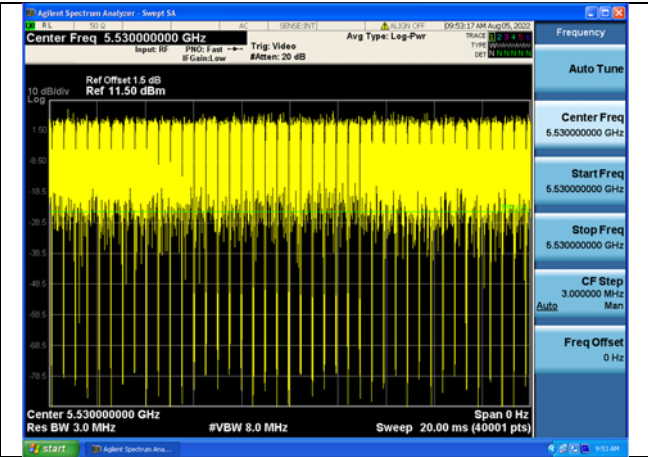 Agilent Spectrum Analyzer - Swept SA
RL 50 Ω AC SENSE:INT ALIGN OFF 09:53:17 AM Aug 05, 2022
Center Freq 5.530000000 GHz
Input: RF PNO: Fast Trig: Video Avg Type: Log-Pwr TRACE 1 2 3 4 5 6
IFGain:Low #Atten: 20 dB TYPE
DET N N N N N N
Frequency
Auto Tune
Ref Offset 1.5 dB
10 dB/div Ref 11.50 dBm
Log
1.50
-8.50
-18.5
-28.5
-38.5
-48.5
-58.5
-68.5
-78.5
Center Freq
5.530000000 GHz
Start Freq
5.530000000 GHz
Stop Freq
5.530000000 GHz
CF Step
3.000000 MHz
Auto Man
Freq Offset
0 Hz
Center 5.530000000 GHz Span 0 Hz
Res BW 3.0 MHz #VBW 8.0 MHz Sweep 20.00 ms (40001 pts)
start Agilent Spectrum Ana... 9:53 AM